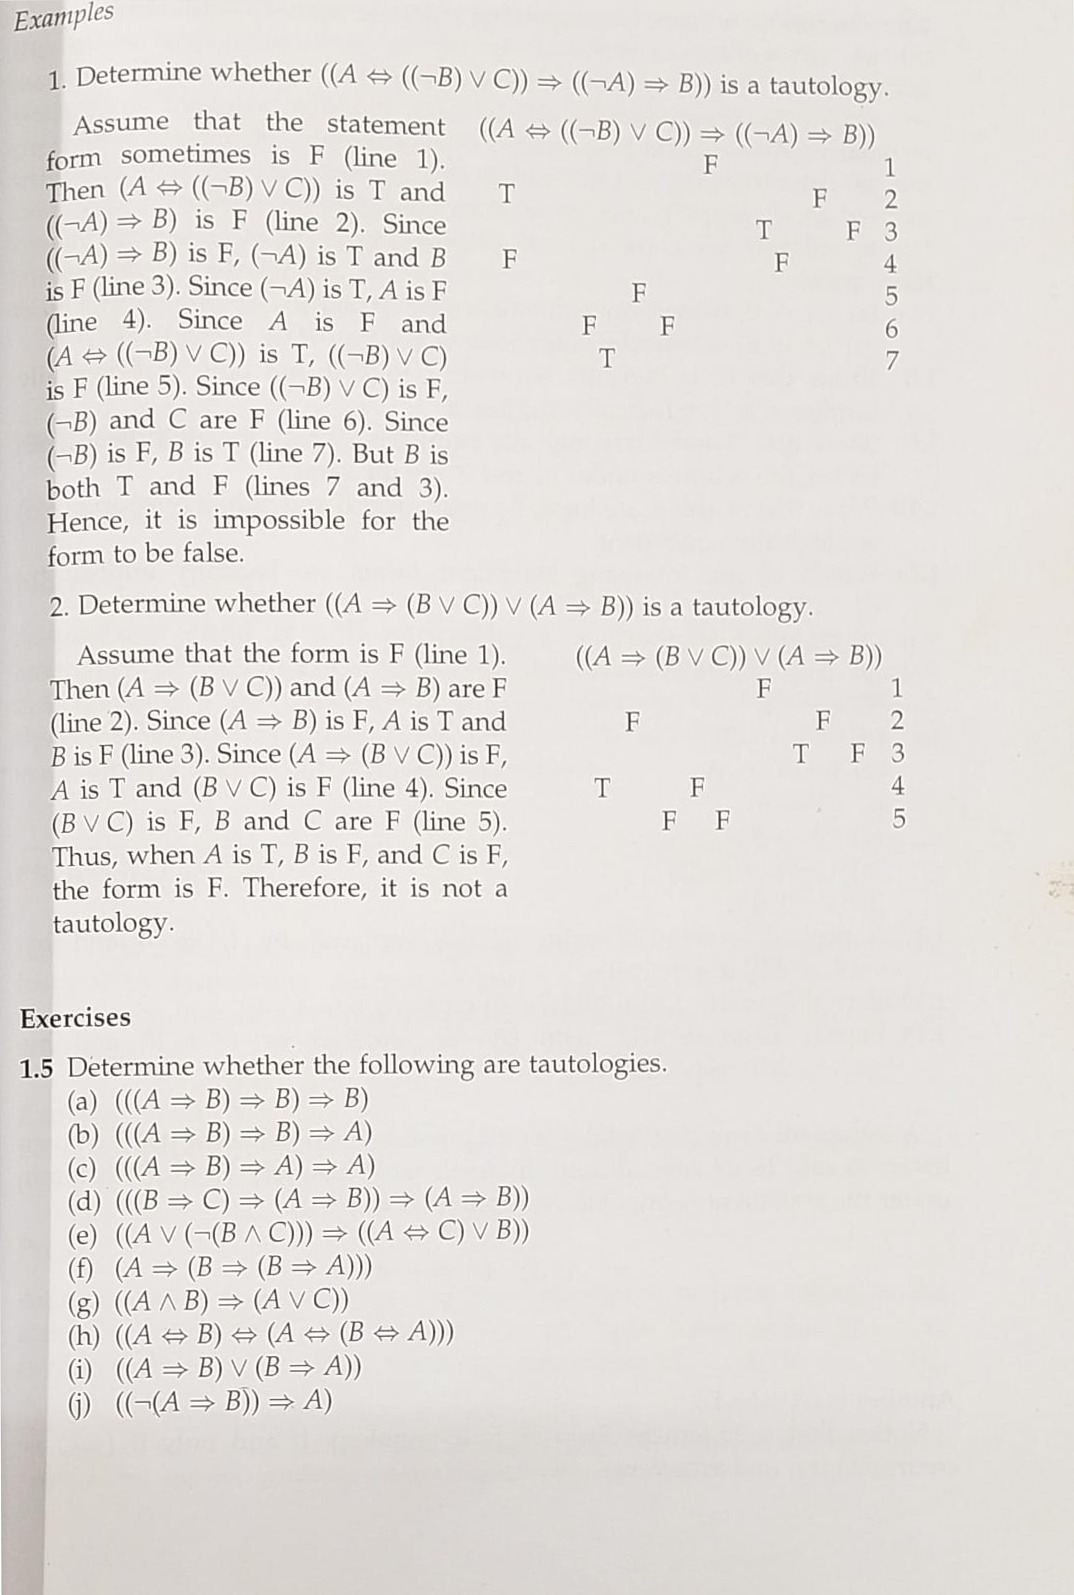 Examples
1. Determine whether ((A ⇔ ((¬B) ∨ C)) ⇒ ((¬A) ⇒ B)) is a tautology.
Assume that the statement ((A ⇔ ((¬B) ∨ C)) ⇒ ((¬A) ⇒ B))
form sometimes is F (line 1). F 1
Then (A ⇔ ((¬B) ∨ C)) is T and T F 2
((¬A) ⇒ B) is F (line 2). Since T F 3
((¬A) ⇒ B) is F, (¬A) is T and B F F 4
is F (line 3). Since (¬A) is T, A is F F 5
(line 4). Since A is F and F F 6
(A ⇔ ((¬B) ∨ C)) is T, ((¬B) ∨ C) T 7
is F (line 5). Since ((¬B) ∨ C) is F,
(¬B) and C are F (line 6). Since
(¬B) is F, B is T (line 7). But B is
both T and F (lines 7 and 3).
Hence, it is impossible for the
form to be false.
2. Determine whether ((A ⇒ (B ∨ C)) ∨ (A ⇒ B)) is a tautology.
Assume that the form is F (line 1). ((A ⇒ (B ∨ C)) ∨ (A ⇒ B))
Then (A ⇒ (B ∨ C)) and (A ⇒ B) are F F 1
(line 2). Since (A ⇒ B) is F, A is T and F F 2
B is F (line 3). Since (A ⇒ (B ∨ C)) is F, T F 3
A is T and (B ∨ C) is F (line 4). Since T F 4
(B ∨ C) is F, B and C are F (line 5). F F 5
Thus, when A is T, B is F, and C is F,
the form is F. Therefore, it is not a
tautology.
Exercises
1.5 Determine whether the following are tautologies.
(a) (((A ⇒ B) ⇒ B) ⇒ B)
(b) (((A ⇒ B) ⇒ B) ⇒ A)
(c) (((A ⇒ B) ⇒ A) ⇒ A)
(d) (((B ⇒ C) ⇒ (A ⇒ B)) ⇒ (A ⇒ B))
(e) ((A ∨ (¬(B ∧ C))) ⇒ ((A ⇔ C) ∨ B))
(f) (A ⇒ (B ⇒ (B ⇒ A)))
(g) ((A ∧ B) ⇒ (A ∨ C))
(h) ((A ⇔ B) ⇔ (A ⇔ (B ⇔ A)))
(i) ((A ⇒ B) ∨ (B ⇒ A))
(j) ((¬(A ⇒ B)) ⇒ A)